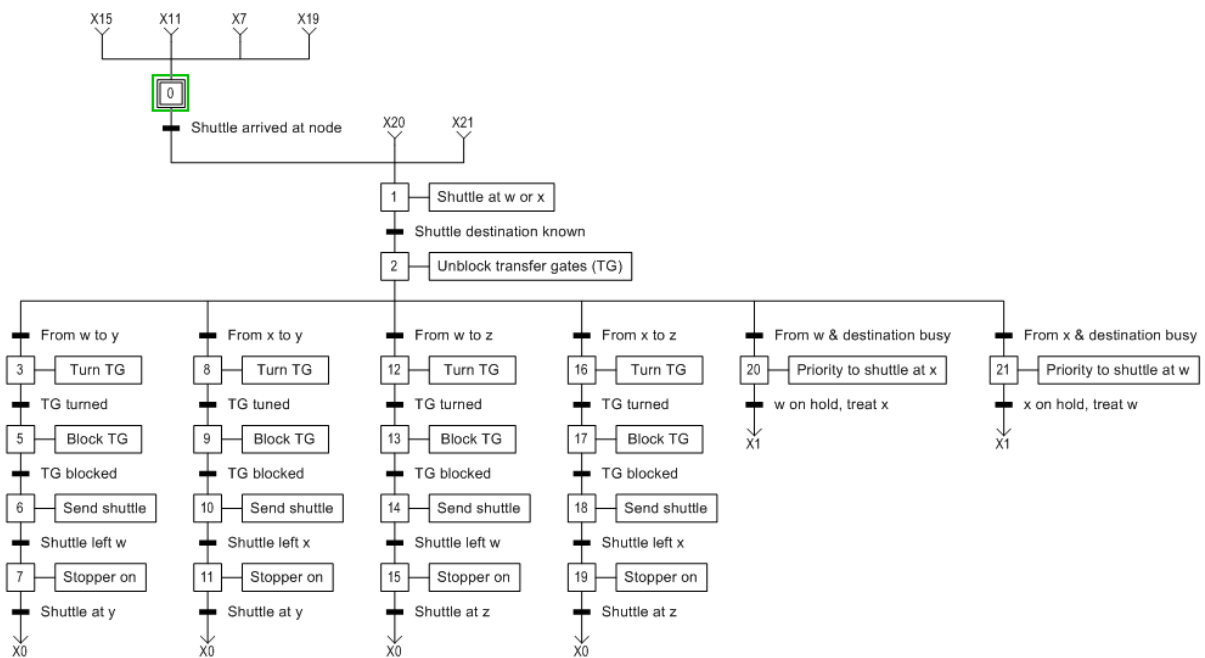 X15 X11 X7 X19
0
Shuttle arrived at node
X20 X21
1 Shuttle at w or x
Shuttle destination known
2 Unblock transfer gates (TG)
From w to y From x to y From w to z From x to z From w & destination busy From x & destination busy
3 Turn TG 8 Turn TG 12 Turn TG 16 Turn TG 20 Priority to shuttle at x 21 Priority to shuttle at w
TG turned TG tuned TG turned TG turned w on hold, treat x x on hold, treat w
5 Block TG 9 Block TG 13 Block TG 17 Block TG X1 X1
TG blocked TG blocked TG blocked TG blocked
6 Send shuttle 10 Send shuttle 14 Send shuttle 18 Send shuttle
Shuttle left w Shuttle left x Shuttle left w Shuttle left x
7 Stopper on 11 Stopper on 15 Stopper on 19 Stopper on
Shuttle at y Shuttle at y Shuttle at z Shuttle at z
X0 X0 X0 X0